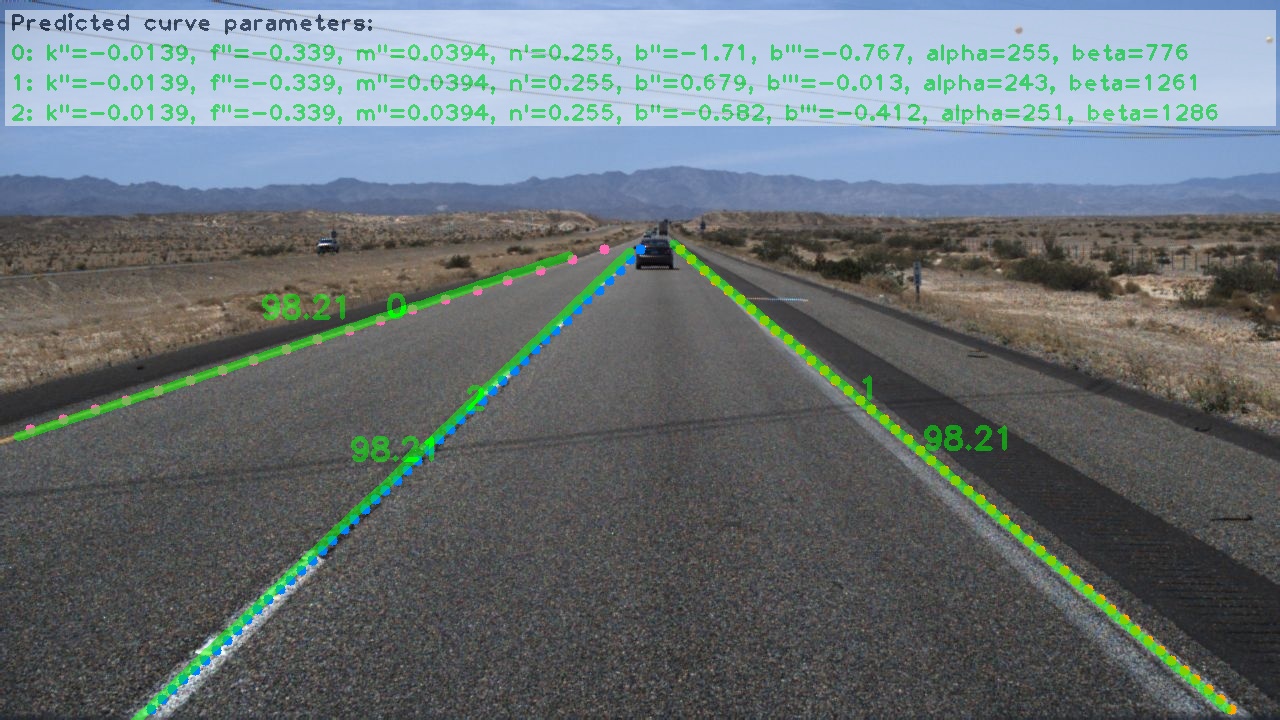 Predicted curve parameters:
0: k''=-0.0139, f''=-0.339, m''=0.0394, n'=0.255, b''=-1.71, b'''=-0.767, alpha=255, beta=776
1: k''=-0.0139, f''=-0.339, m''=0.0394, n'=0.255, b''=0.679, b'''=-0.013, alpha=243, beta=1261
2: k''=-0.0139, f''=-0.339, m''=0.0394, n'=0.255, b''=-0.582, b'''=-0.412, alpha=251, beta=1286
98.21 0
2 1
98.21 98.21